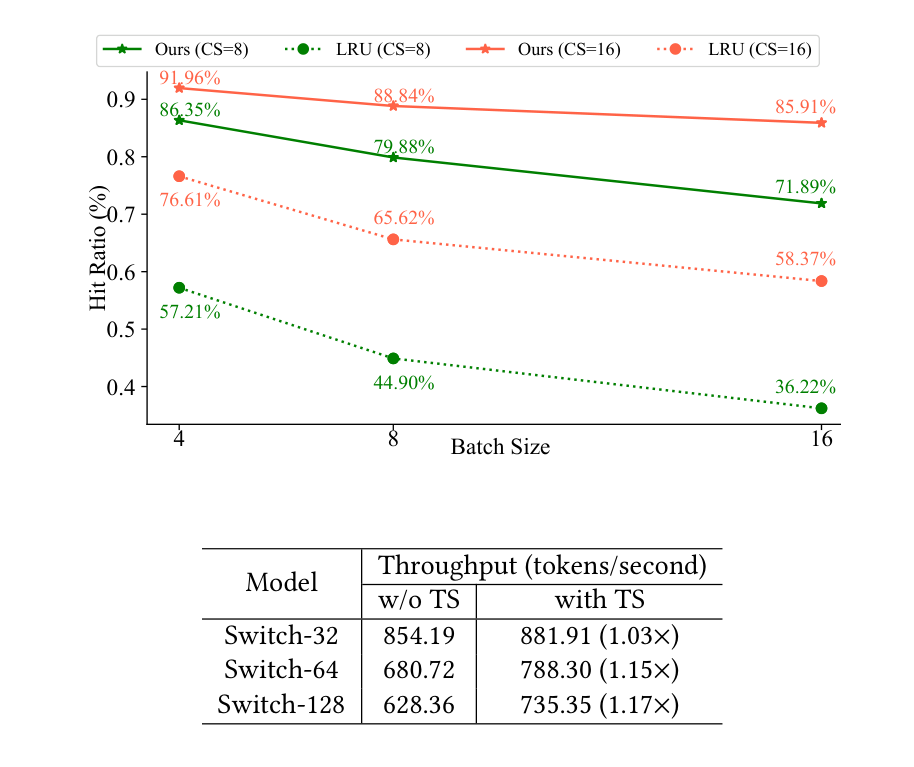 Ours (CS=8) LRU (CS=8) Ours (CS=16) LRU (CS=16)
91.96%
88.84%
85.91%
86.35%
79.88%
71.89%
76.61%
65.62%
58.37%
57.21%
44.90%
36.22%
0.9
0.8
0.7
0.6
0.5
0.4
Hit Ratio (%)
4 8 16
Batch Size
Model Throughput (tokens/second)
w/o TS with TS
Switch-32 854.19 881.91 (1.03×)
Switch-64 680.72 788.30 (1.15×)
Switch-128 628.36 735.35 (1.17×)